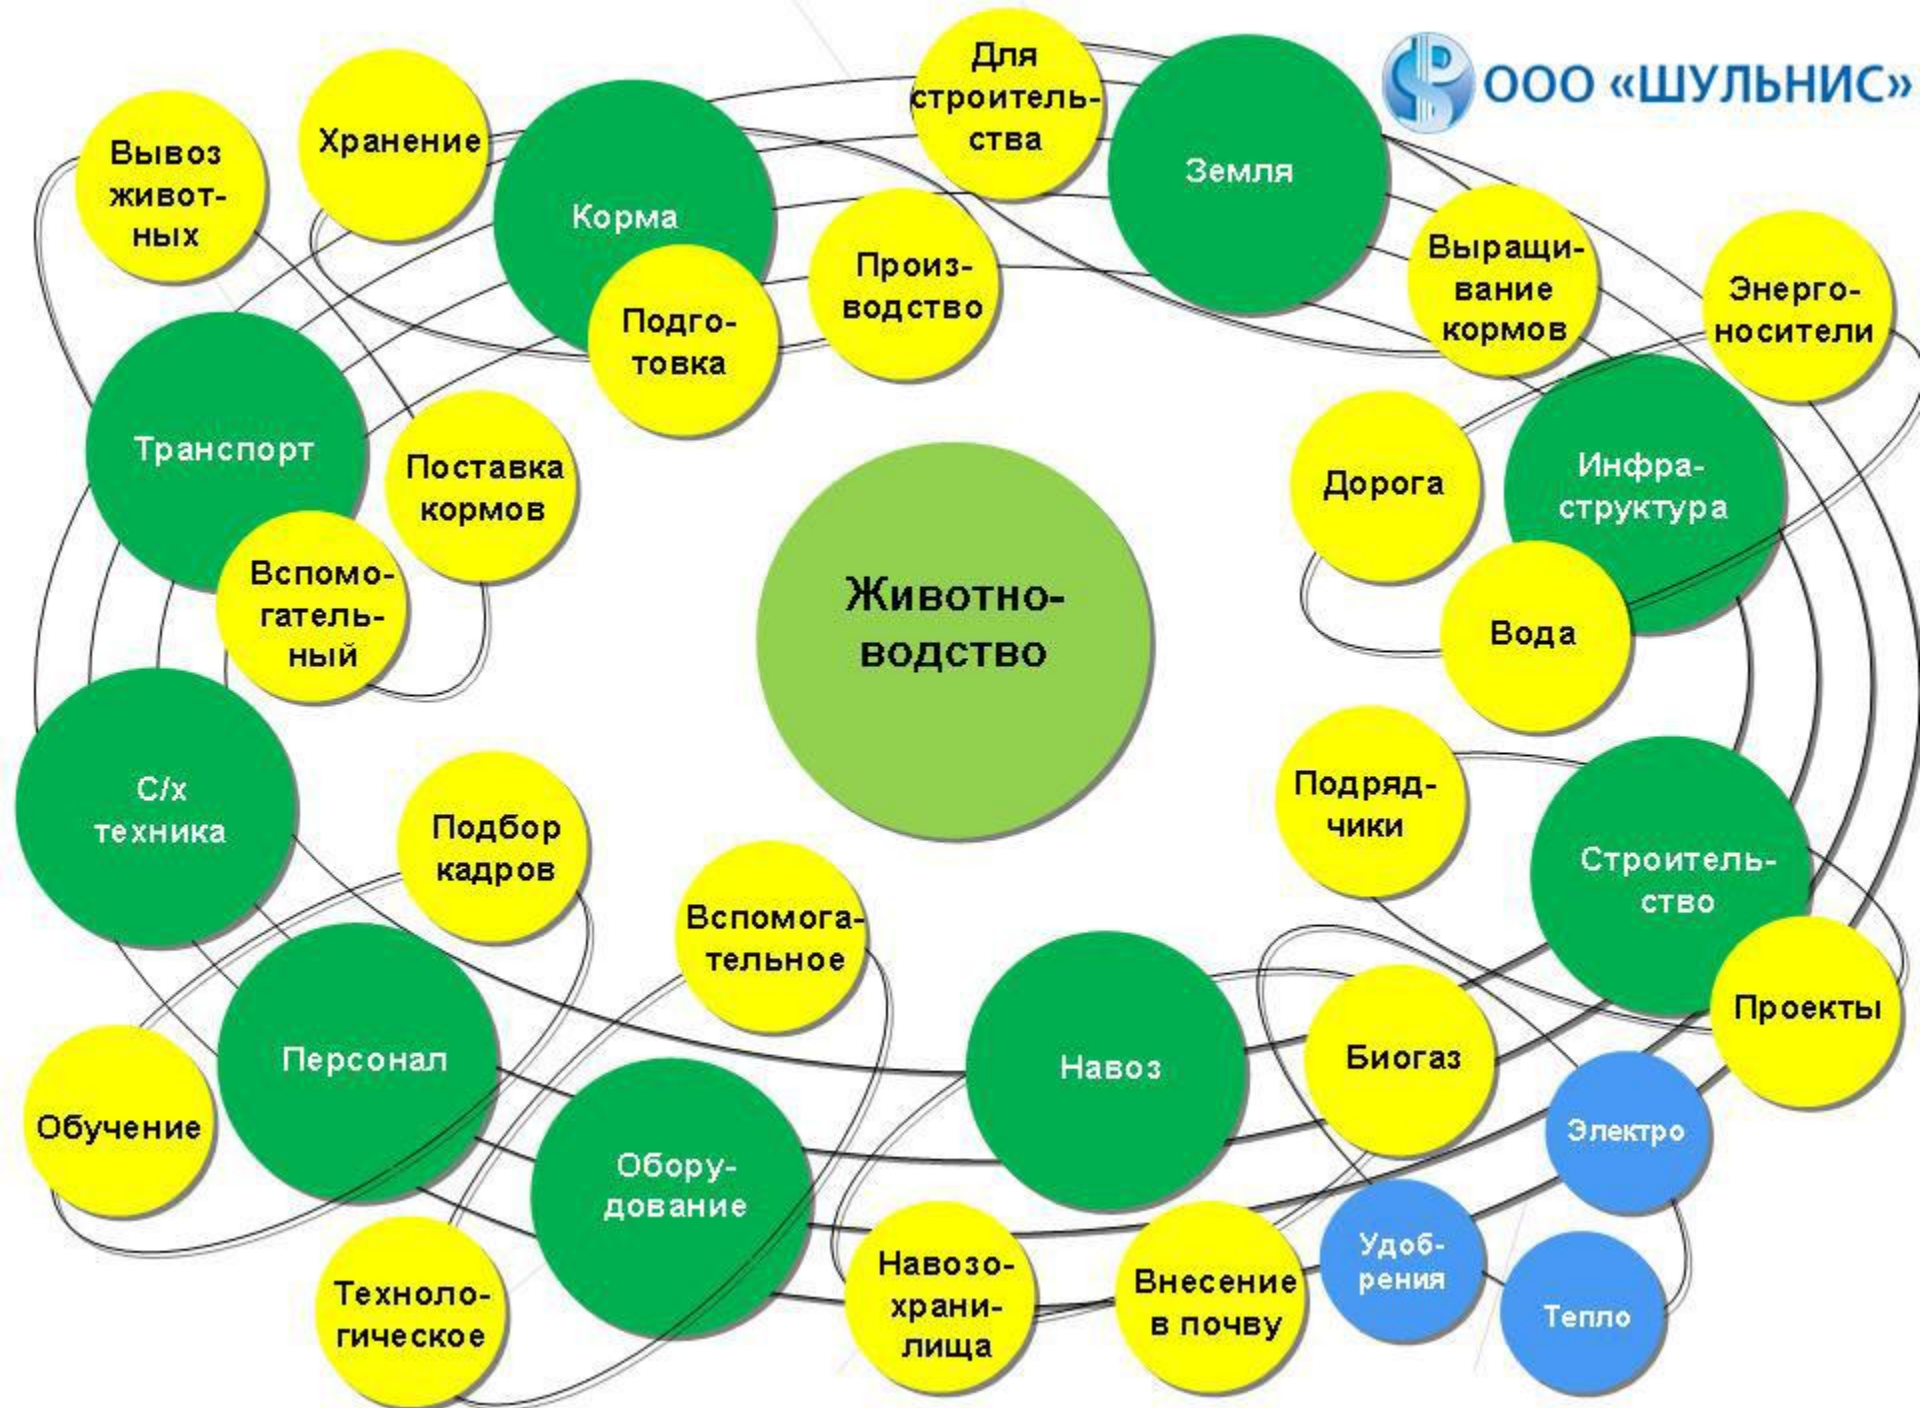 ООО «ШУЛЬНИС»
Для
строитель-
ства
Земля
Хранение
Вывоз
живот-
ных
Корма
Произ-
водство
Подго-
товка
Выращи-
вание
кормов
Энерго-
носители
Транспорт
Поставка
кормов
Вспомо-
гатель-
ный
Дорога
Инфра-
структура
Вода
Животно-
водство
С/х
техника
Подбор
кадров
Вспомога-
тельное
Подряд-
чики
Строитель-
ство
Проекты
Персонал
Обучение
Навоз
Биогаз
Электро
Обору-
дование
Техноло-
гическое
Навозо-
храни-
лища
Внесение
в почву
Удоб-
рения
Тепло